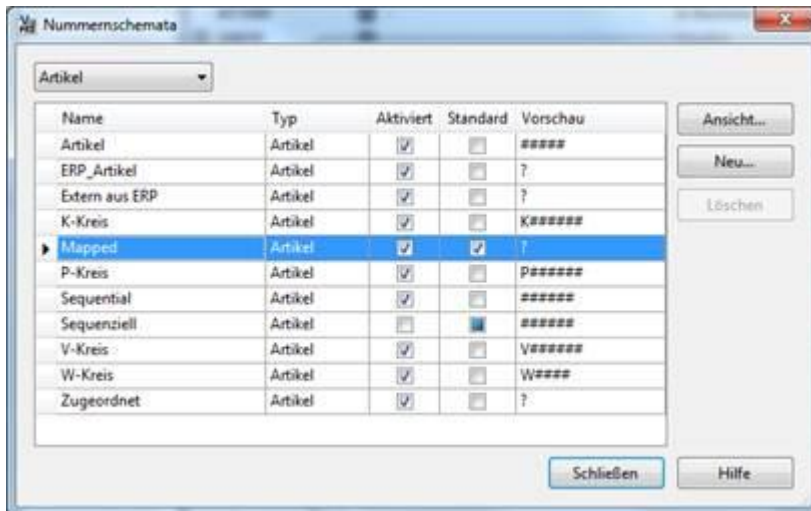 Nummernschemata
Artikel
Name Typ Aktiviert Standard Vorschau
Artikel Artikel #####
ERP_Artikel Artikel ?
Extern aus ERP Artikel ?
K-Kreis Artikel K######
Mapped Artikel ?
P-Kreis Artikel P######
Sequential Artikel ######
Sequenziell Artikel ######
V-Kreis Artikel V######
W-Kreis Artikel W####
Zugeordnet Artikel ?
Ansicht...
Neu...
Löschen
Schließen Hilfe